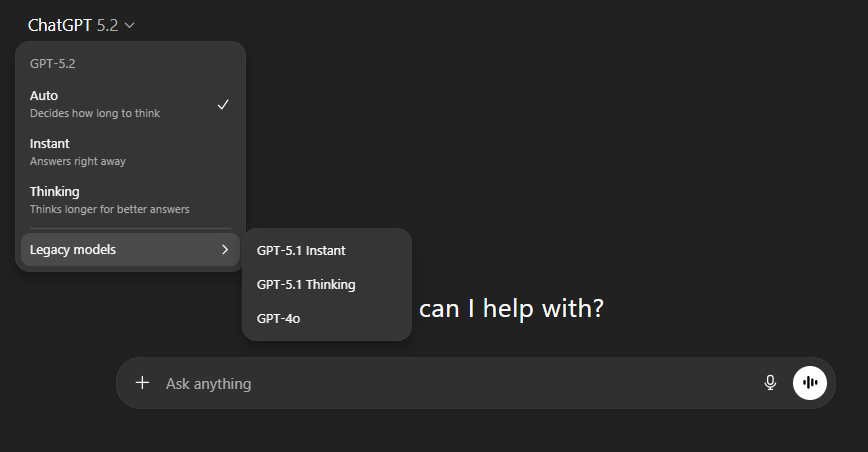 ChatGPT 5.2
GPT-5.2
Auto
Decides how long to think
Instant
Answers right away
Thinking
Thinks longer for better answers
Legacy models
GPT-5.1 Instant
GPT-5.1 Thinking
GPT-4o
can I help with?
Ask anything